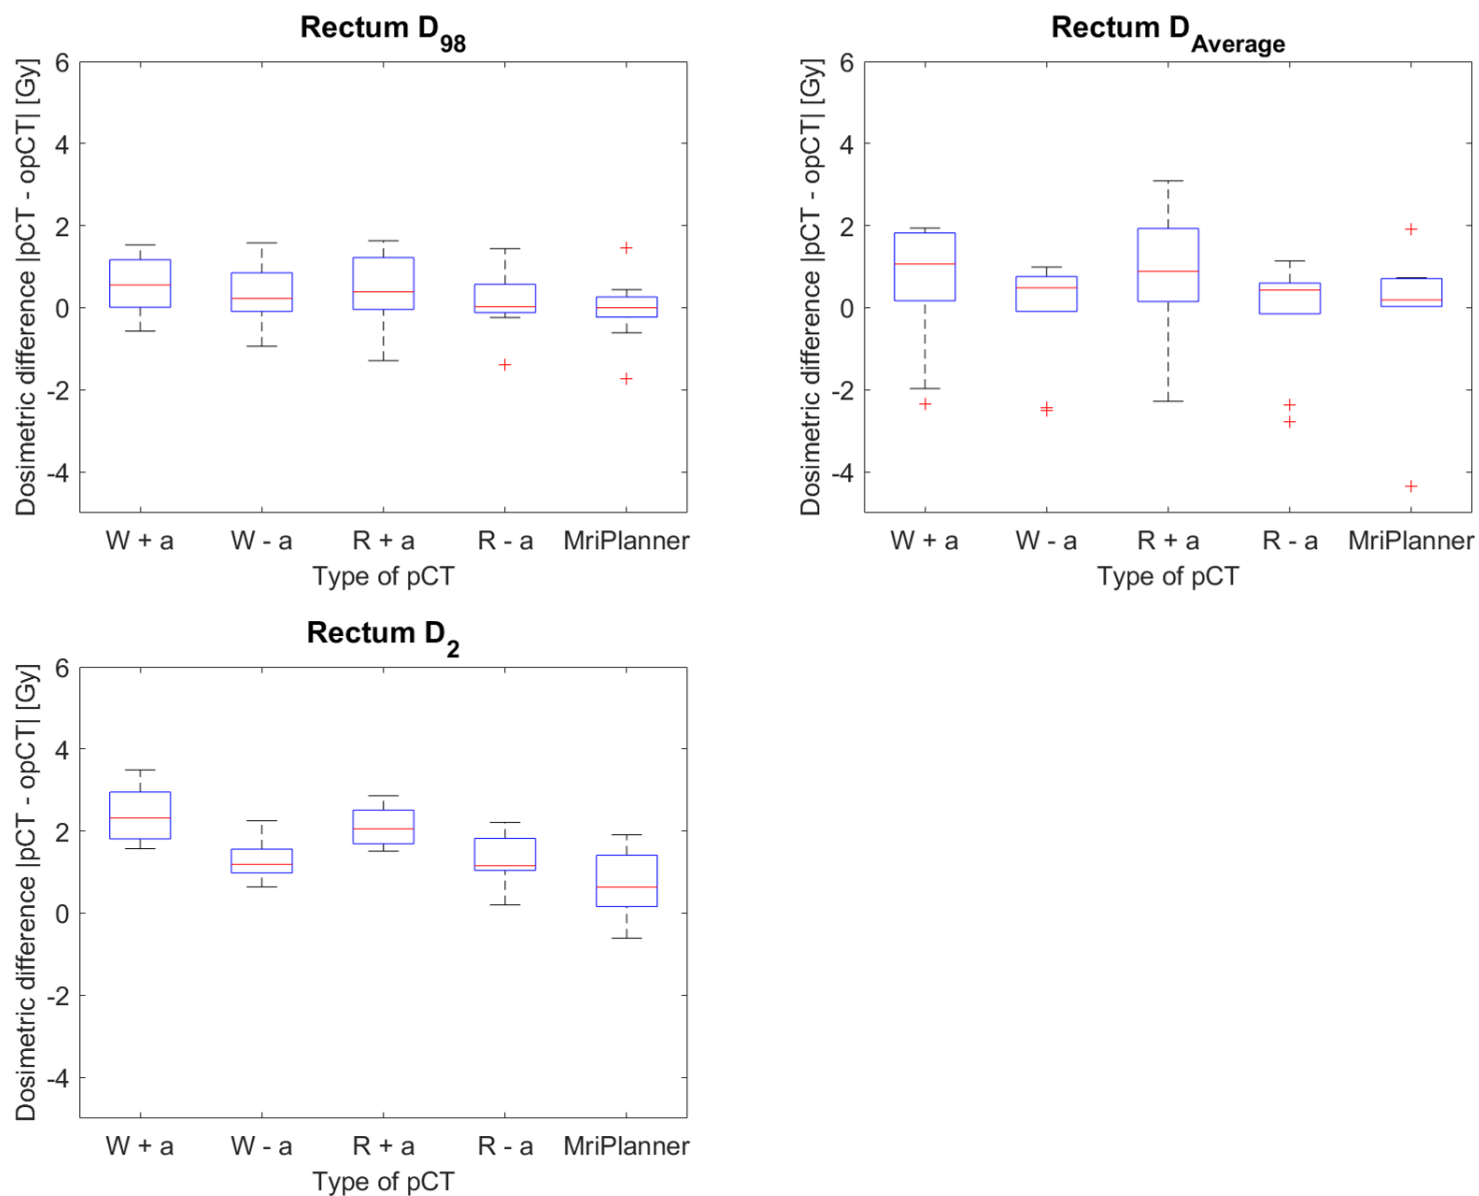 Rectum D98
Dosimetric difference |pCT - opCT| [Gy]
6
4
2
0
-2
-4
W + a W - a R + a R - a MriPlanner
Type of pCT
Rectum DAverage
Dosimetric difference |pCT - opCT| [Gy]
6
4
2
0
-2
-4
W + a W - a R + a R - a MriPlanner
Type of pCT
Rectum D2
Dosimetric difference |pCT - opCT| [Gy]
6
4
2
0
-2
-4
W + a W - a R + a R - a MriPlanner
Type of pCT